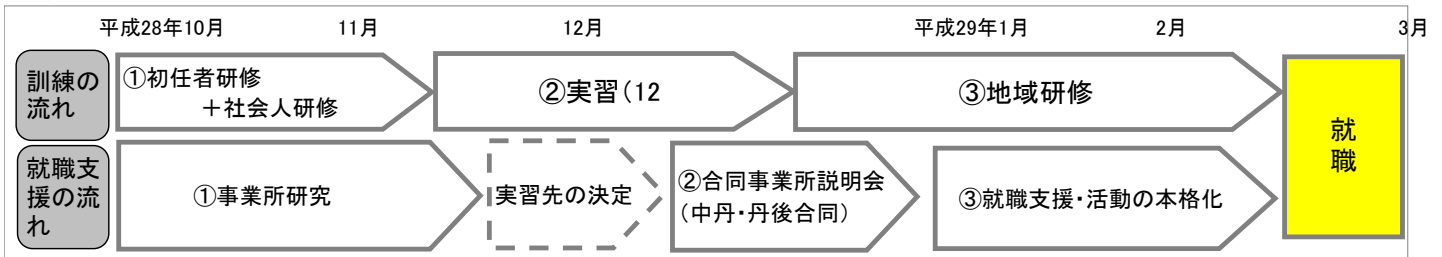 平成28年10月 11月 12月 平成29年1月 2月 3月
訓練の
流れ
①初任者研修
＋社会人研修
②実習(12
③地域研修
就職
就職支
援の流
れ
①事業所研究
実習先の決定
②合同事業所説明会
(中丹・丹後合同)
③就職支援・活動の本格化